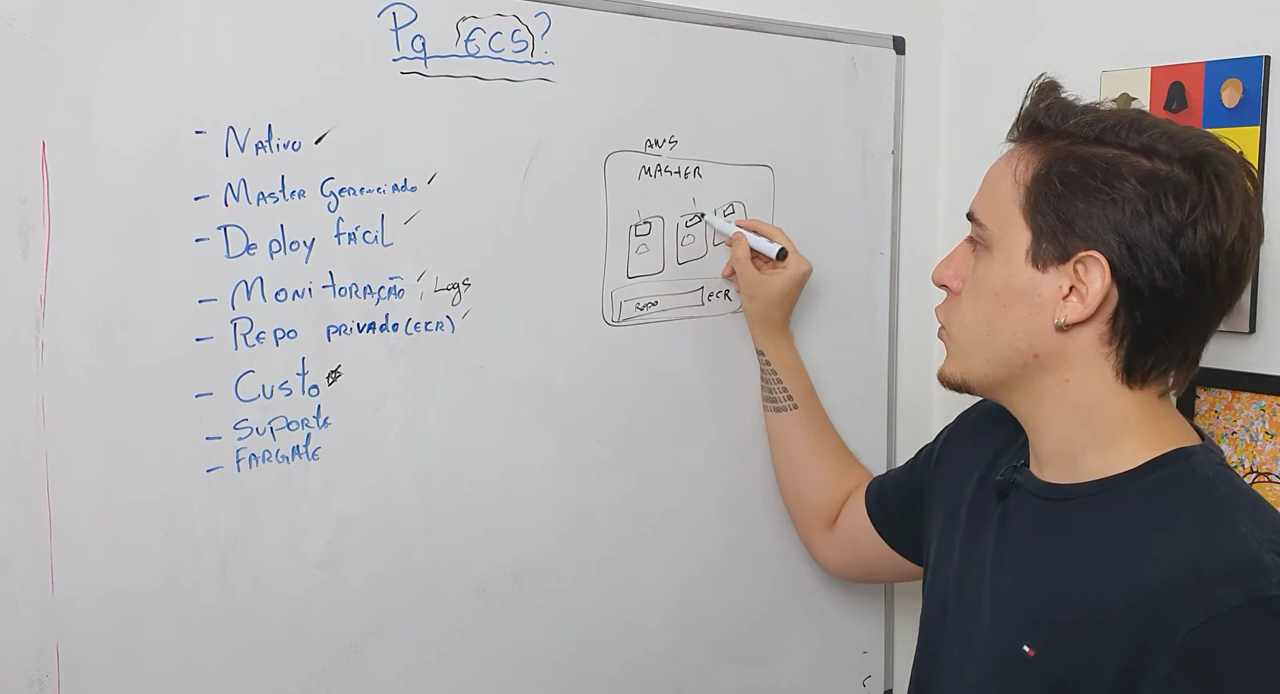 Pq ECS?
- Nativo
- Master Gerenciado
- Deploy fácil
- Monitoração, Logs
- Repo privado (ECR)
- Custo
- Suporte
- FARGATE
AWS
MASTER
Repo
ECR